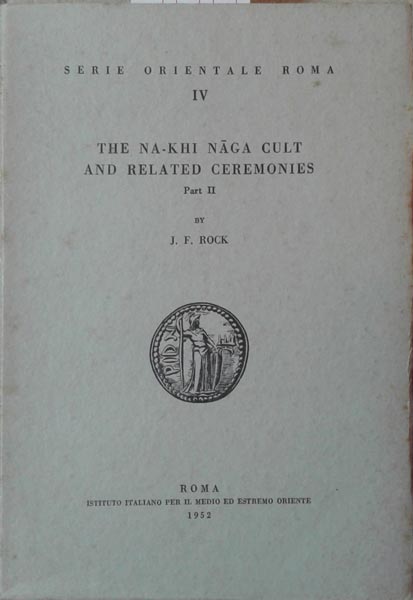 SERIE ORIENTALE ROMA
IV
THE NA-KHI NĀGA CULT
AND RELATED CEREMONIES
Part II
BY
J. F. ROCK
ROMA
ISTITUTO ITALIANO PER IL MEDIO ED ESTREMO ORIENTE
1952